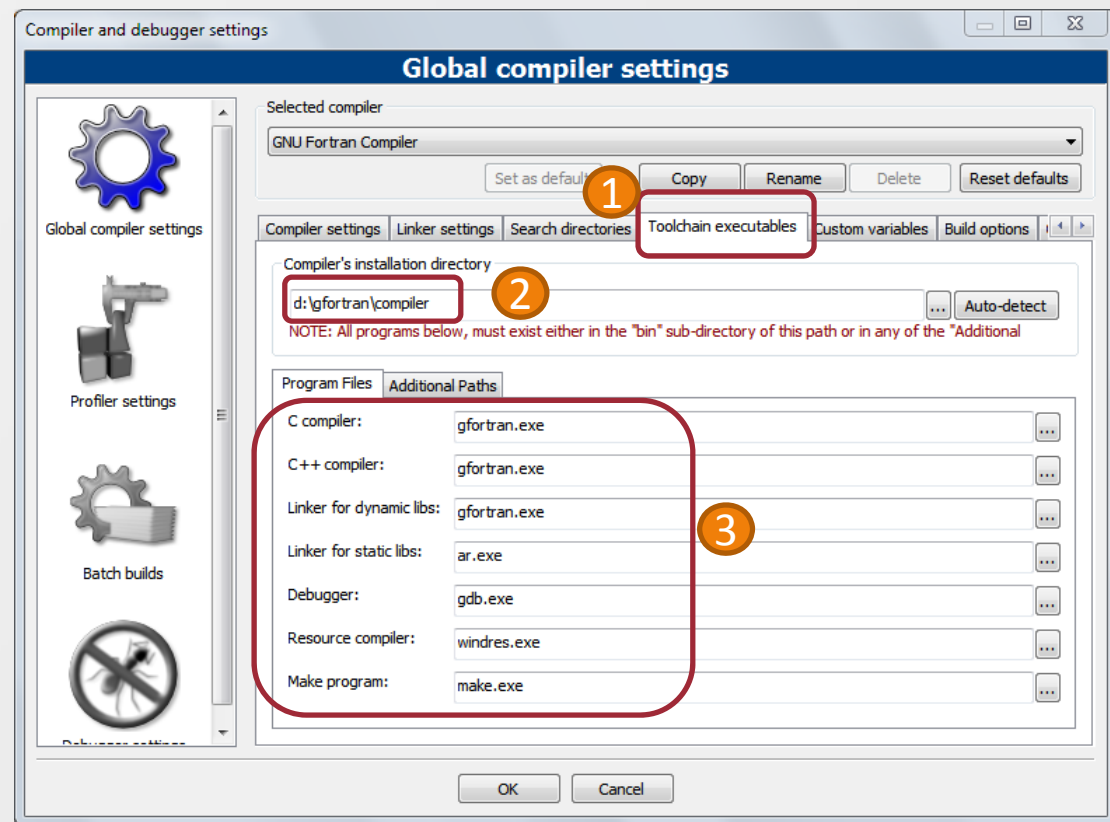 Compiler and debugger settings
Global compiler settings
Global compiler settings
Profiler settings
Batch builds
Selected compiler
GNU Fortran Compiler
Set as default Copy Rename Delete Reset defaults
1
Compiler settings Linker settings Search directories Toolchain executables Custom variables Build options
Compiler's installation directory
d:\gfortran\compiler
2
... Auto-detect
NOTE: All programs below, must exist either in the "bin" sub-directory of this path or in any of the "Additional
Program Files Additional Paths
C compiler: gfortran.exe ...
C++ compiler: gfortran.exe ...
Linker for dynamic libs: gfortran.exe ...
3
Linker for static libs: ar.exe ...
Debugger: gdb.exe ...
Resource compiler: windres.exe ...
Make program: make.exe ...
OK Cancel